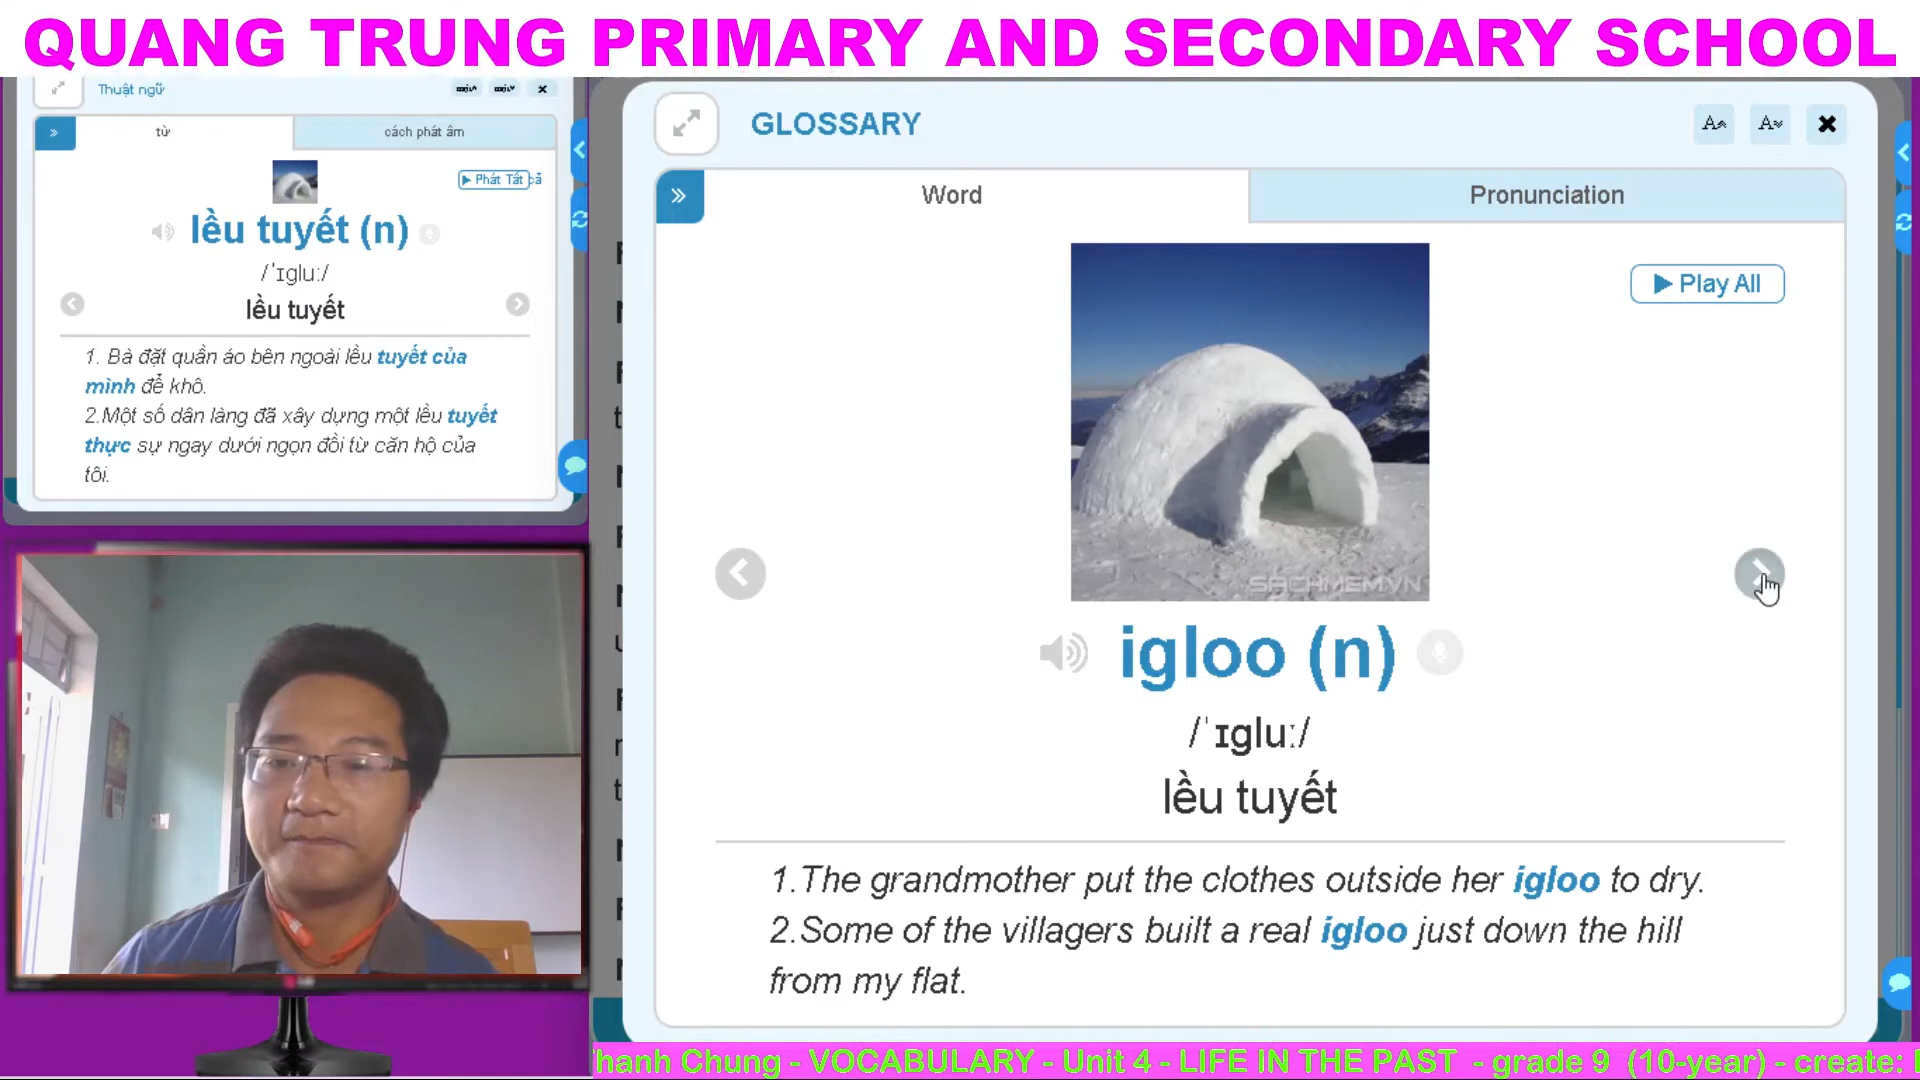 QUANG TRUNG PRIMARY AND SECONDARY SCHOOL
Thuật ngữ
từ
cách phát âm
Phát Tất cả
lều tuyết (n)
/ˈɪgluː/
lều tuyết
1. Bà đặt quần áo bên ngoài lều tuyết của
mình để khô.
2.Một số dân làng đã xây dựng một lều tuyết
thực sự ngay dưới ngọn đồi từ căn hộ của
tôi.
GLOSSARY
A
A
Word
Pronunciation
Play All
SACHMEM.VN
igloo (n)
/ˈɪgluː/
lều tuyết
1.The grandmother put the clothes outside her igloo to dry.
2.Some of the villagers built a real igloo just down the hill
from my flat.
Thanh Chung - VOCABULARY - Unit 4 - LIFE IN THE PAST - grade 9 (10-year) - create: